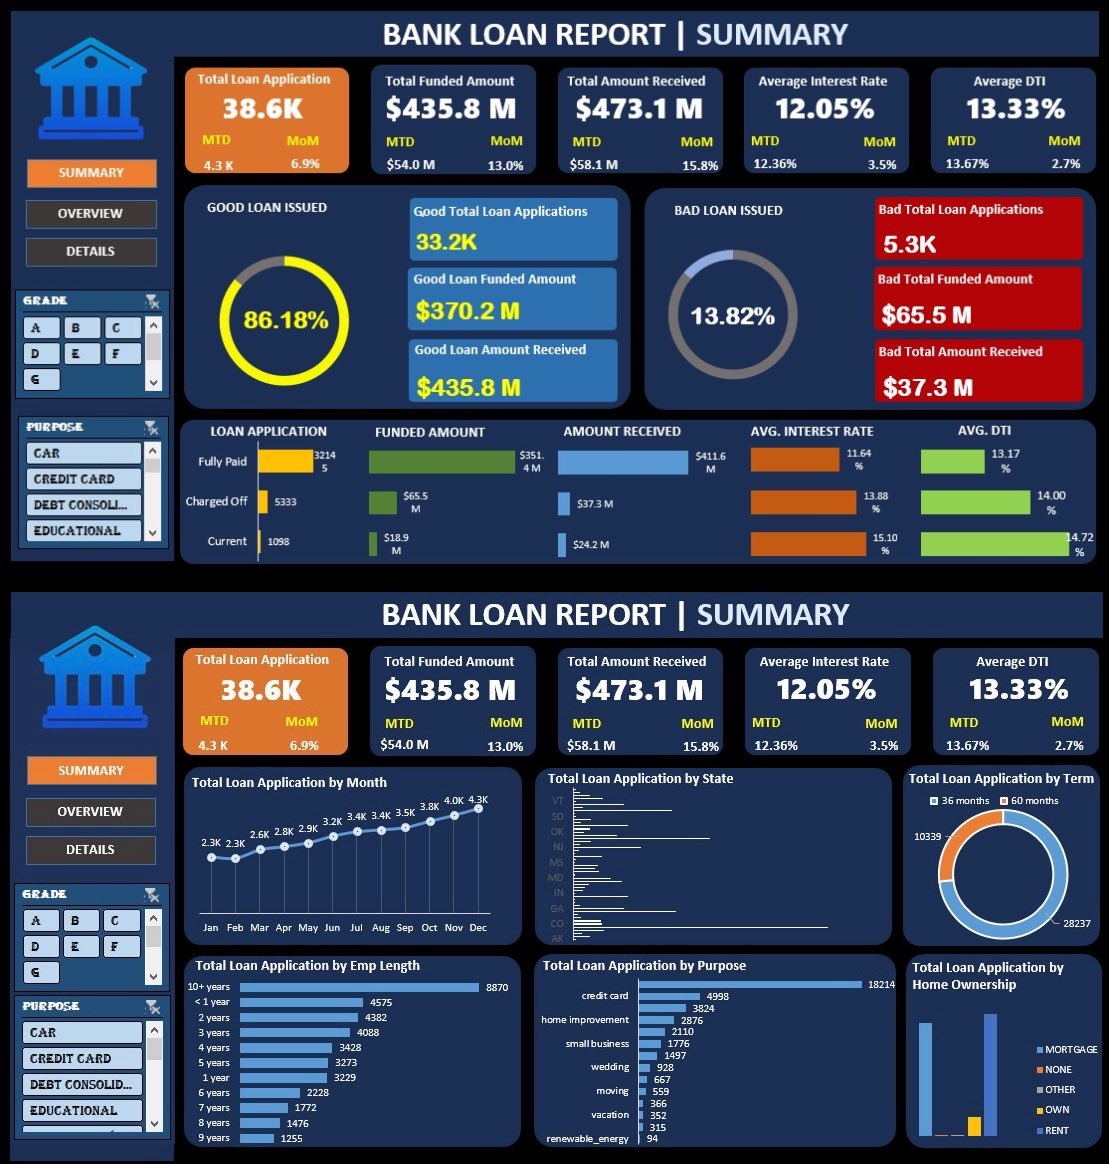 BANK LOAN REPORT | SUMMARY
SUMMARY
OVERVIEW
DETAILS
GRADE
A B C
D E F
G
PURPOSE
CAR
CREDIT CARD
DEBT CONSOLI...
EDUCATIONAL
Total Loan Application
38.6K
MTD MoM
4.3 K 6.9%
Total Funded Amount
$435.8 M
MTD MoM
$54.0 M 13.0%
Total Amount Received
$473.1 M
MTD MoM
$58.1 M 15.8%
Average Interest Rate
12.05%
MTD MoM
12.36% 3.5%
Average DTI
13.33%
MTD MoM
13.67% 2.7%
GOOD LOAN ISSUED
86.18%
Good Total Loan Applications
33.2K
Good Loan Funded Amount
$370.2 M
Good Loan Amount Received
$435.8 M
BAD LOAN ISSUED
13.82%
Bad Total Loan Applications
5.3K
Bad Total Funded Amount
$65.5 M
Bad Total Amount Received
$37.3 M
LOAN APPLICATION
Fully Paid
3214
5
Charged Off 5333
Current 1098
FUNDED AMOUNT
$351.
4 M
$65.5
M
$18.9
M
AMOUNT RECEIVED
$411.6
M
$37.3 M
$24.2 M
AVG. INTEREST RATE
11.64
%
13.88
%
15.10
%
AVG. DTI
13.17
%
14.00
%
14.72
%
BANK LOAN REPORT | SUMMARY
SUMMARY
OVERVIEW
DETAILS
GRADE
A B C
D E F
G
PURPOSE
CAR
CREDIT CARD
DEBT CONSOLID...
EDUCATIONAL
Total Loan Application
38.6K
MTD MoM
4.3 K 6.9%
Total Funded Amount
$435.8 M
MTD MoM
$54.0 M 13.0%
Total Amount Received
$473.1 M
MTD MoM
$58.1 M 15.8%
Average Interest Rate
12.05%
MTD MoM
12.36% 3.5%
Average DTI
13.33%
MTD MoM
13.67% 2.7%
Total Loan Application by Month
2.3K 2.3K 2.6K 2.8K 2.9K 3.2K 3.4K 3.4K 3.5K 3.8K 4.0K 4.3K
Jan Feb Mar Apr May Jun Jul Aug Sep Oct Nov Dec
Total Loan Application by State
VT
SD
OK
NJ
MS
MD
IN
GA
CO
AK
Total Loan Application by Term
36 months 60 months
10339
28237
Total Loan Application by Emp Length
10+ years 8870
< 1 year 4575
2 years 4382
3 years 4088
4 years 3428
5 years 3273
1 year 3229
6 years 2228
7 years 1772
8 years 1476
9 years 1255
Total Loan Application by Purpose
18214
credit card 4998
3824
home improvement 2876
2110
small business 1776
1497
wedding 928
667
moving 559
366
vacation 352
315
renewable_energy 94
Total Loan Application by
Home Ownership
MORTGAGE
NONE
OTHER
OWN
RENT